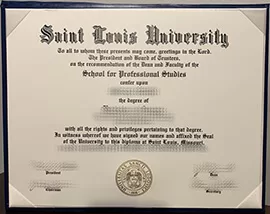 Saint Louis University
To all to whom these presents may come, greetings in the Lord.
The President and Board of Trustees,
on the recommendation of the Dean and Faculty of the
School for Professional Studies
confer upon
the degree of
with all the rights and privileges pertaining to that degree.
In witness whereof we have signed our names and affixed the Seal
of the University to this diploma at Saint Louis, Missouri,
President